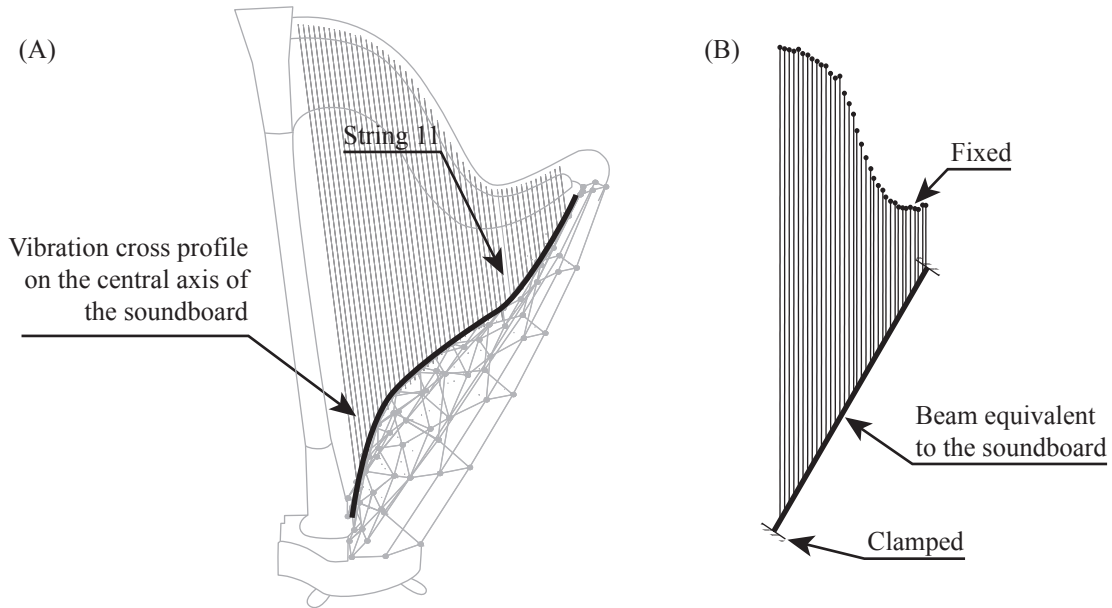 (A)
String 11
Vibration cross profile
on the central axis of
the soundboard
(B)
Fixed
Beam equivalent
to the soundboard
Clamped